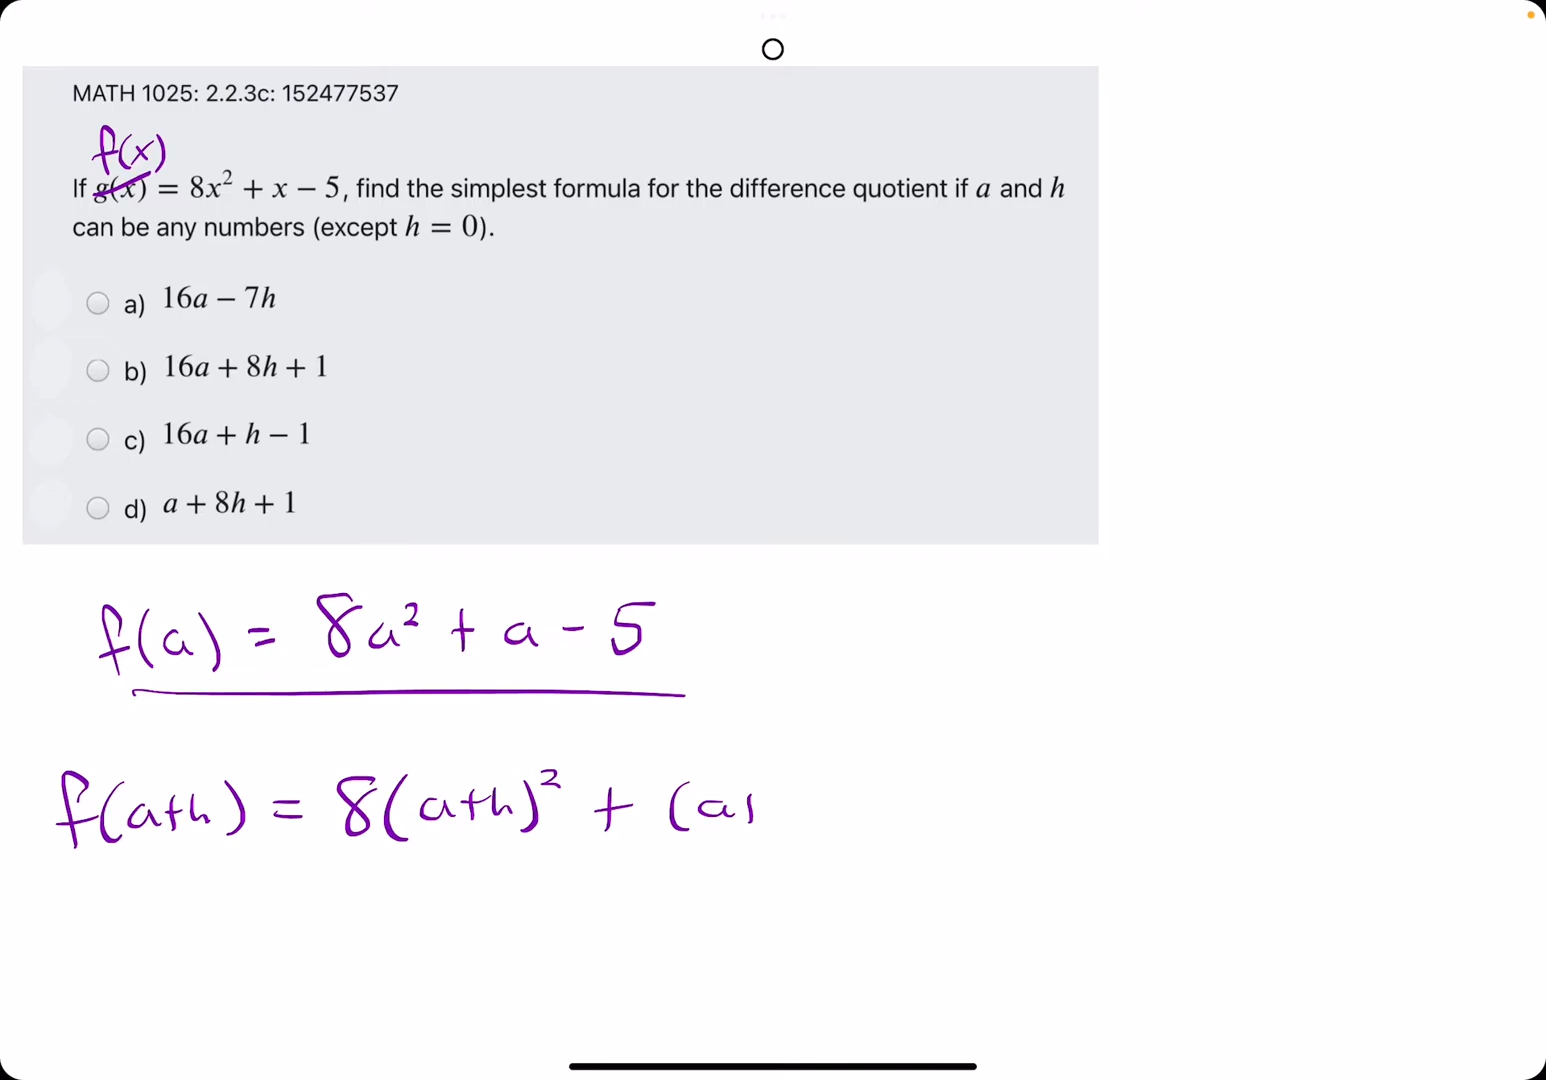 MATH 1025: 2.2.3c: 152477537
f(x)
If g(x) = 8x² + x − 5, find the simplest formula for the difference quotient if a and h
can be any numbers (except h = 0).
a) 16a − 7h
b) 16a + 8h + 1
c) 16a + h − 1
d) a + 8h + 1
f(a) = 8a² + a - 5
f(a+h) = 8(a+h)² + (a